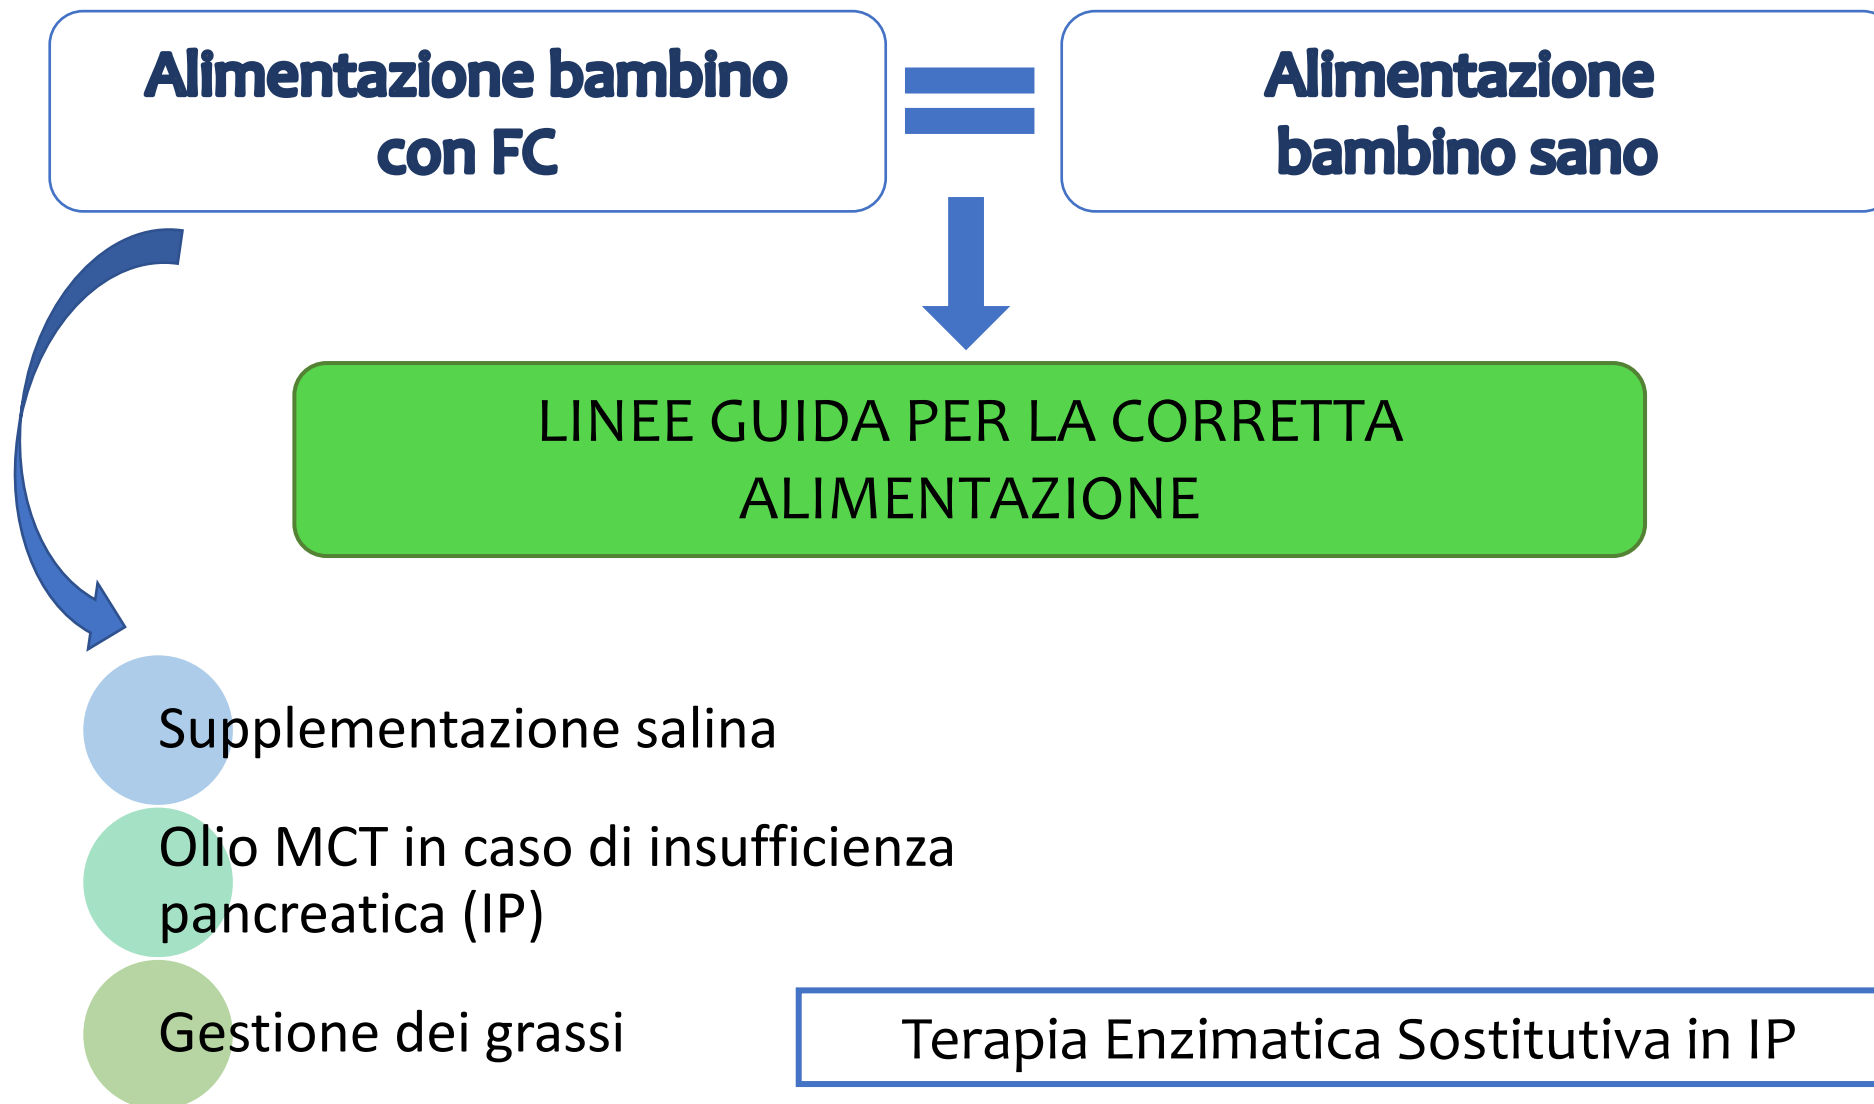 Alimentazione bambino
con FC
Alimentazione
bambino sano
LINEE GUIDA PER LA CORRETTA
ALIMENTAZIONE
Supplementazione salina
Olio MCT in caso di insufficienza
pancreatica (IP)
Gestione dei grassi
Terapia Enzimatica Sostitutiva in IP